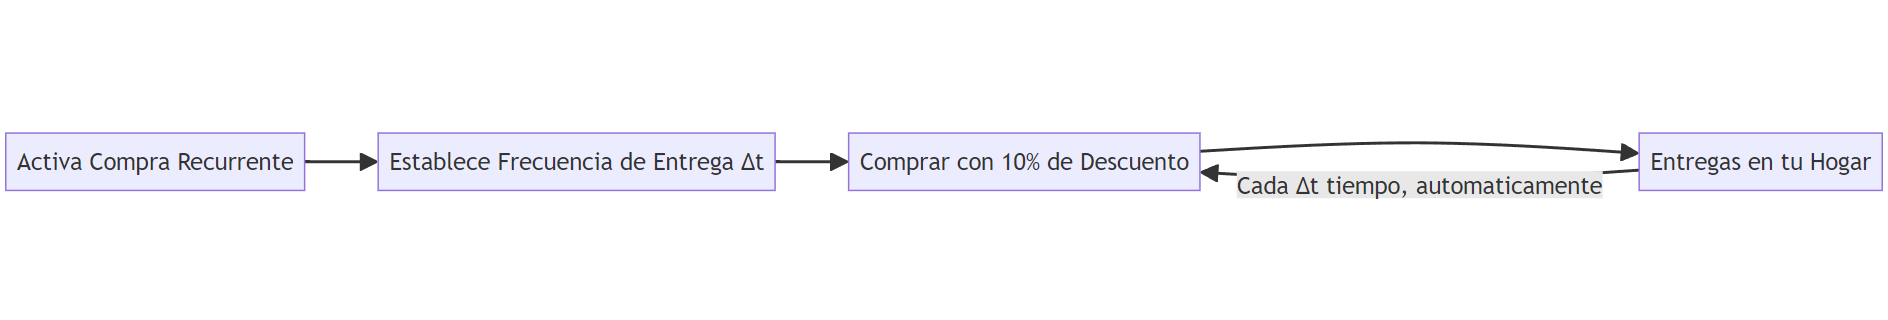 Activa Compra Recurrente
Establece Frecuencia de Entrega Δt
Comprar con 10% de Descuento
Cada Δt tiempo, automaticamente
Entregas en tu Hogar